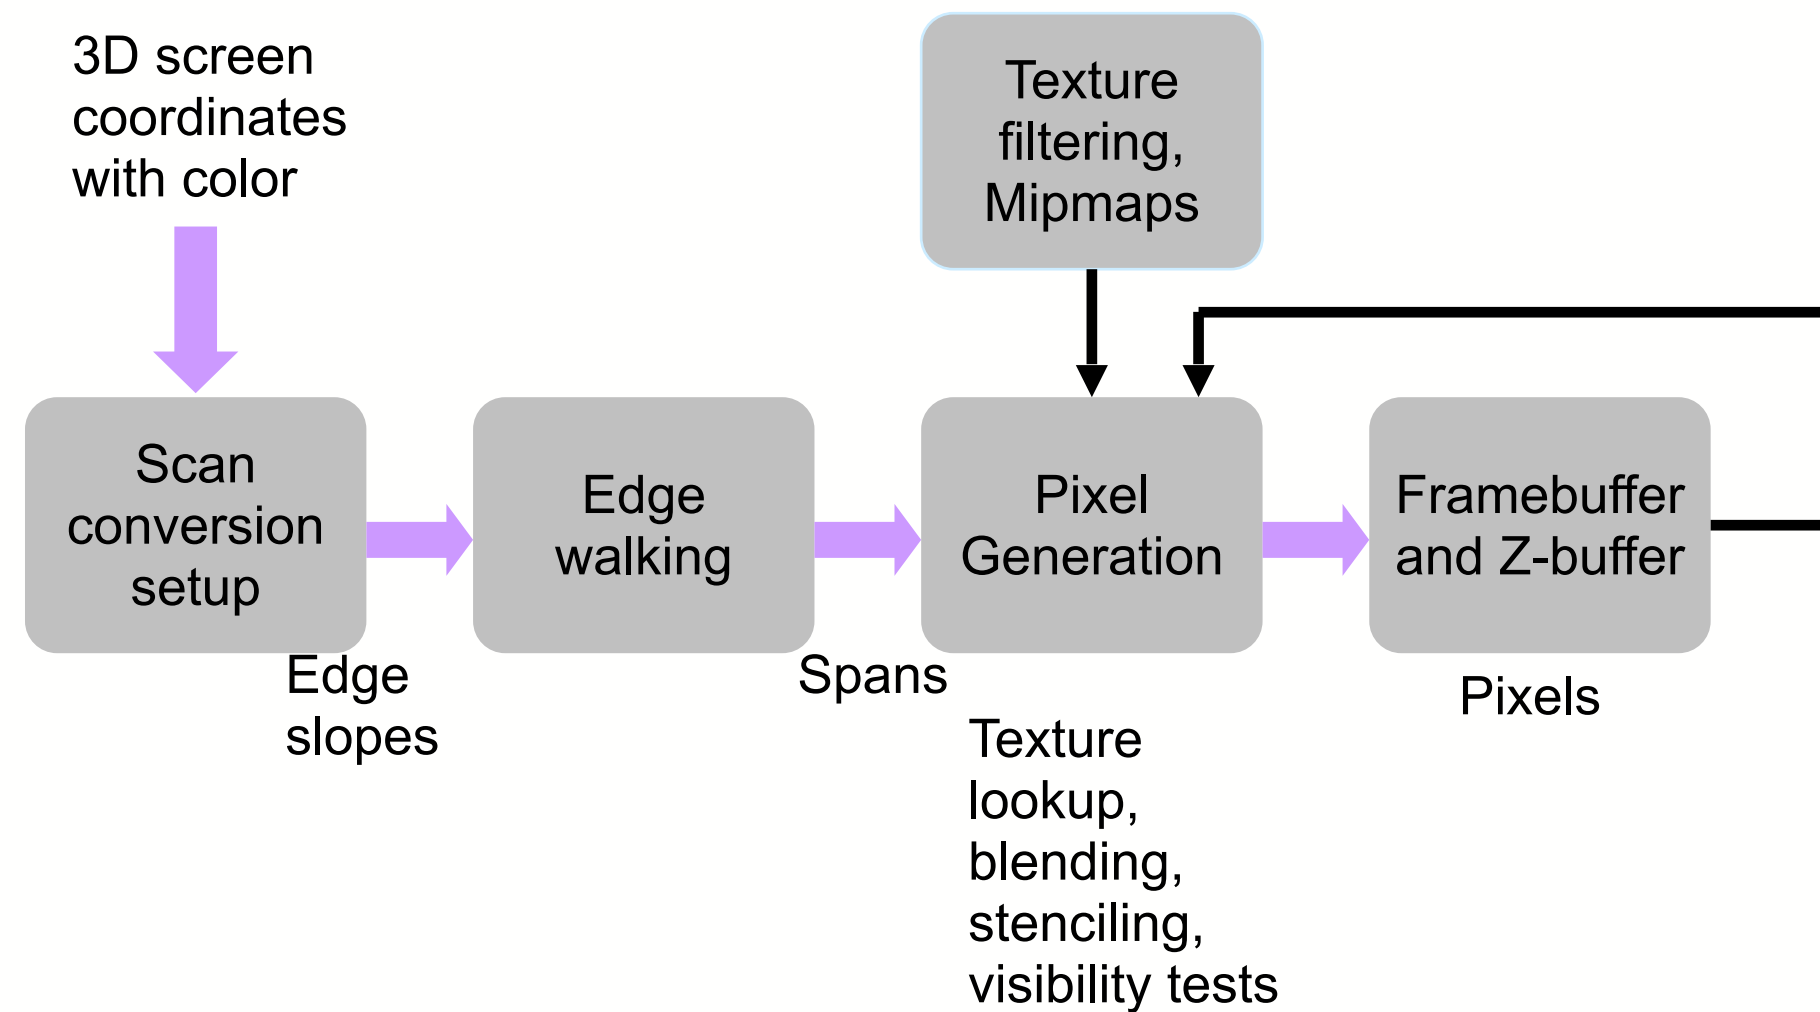 3D screen
coordinates
with color
Texture
filtering,
Mipmaps
Scan
conversion
setup
Edge
walking
Pixel
Generation
Framebuffer
and Z-buffer
Edge
slopes
Spans
Pixels
Texture
lookup,
blending,
stenciling,
visibility tests